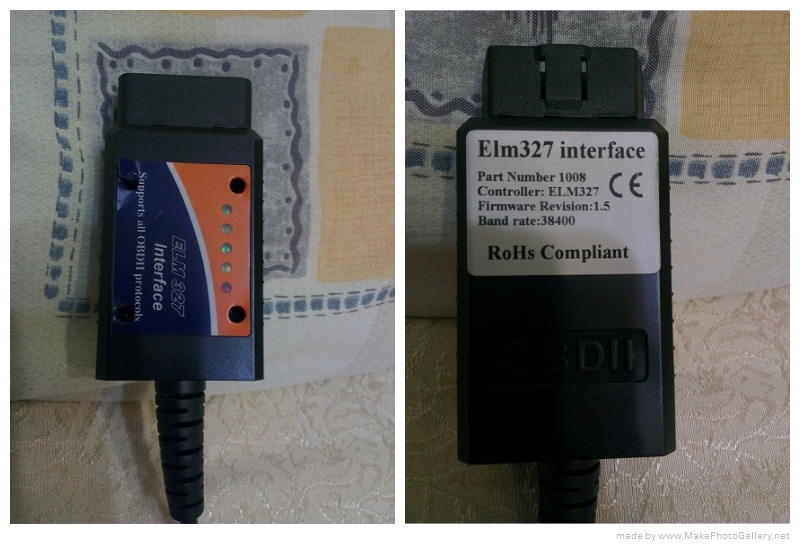 Supports all OBDII protocols
ELM 327
Interface
Elm327 interface
Part Number 1008
Controller: ELM327 CE
Firmware Revision:1.5
Band rate:38400
RoHs Compliant
OBDII
made by www.MakePhotoGallery.net